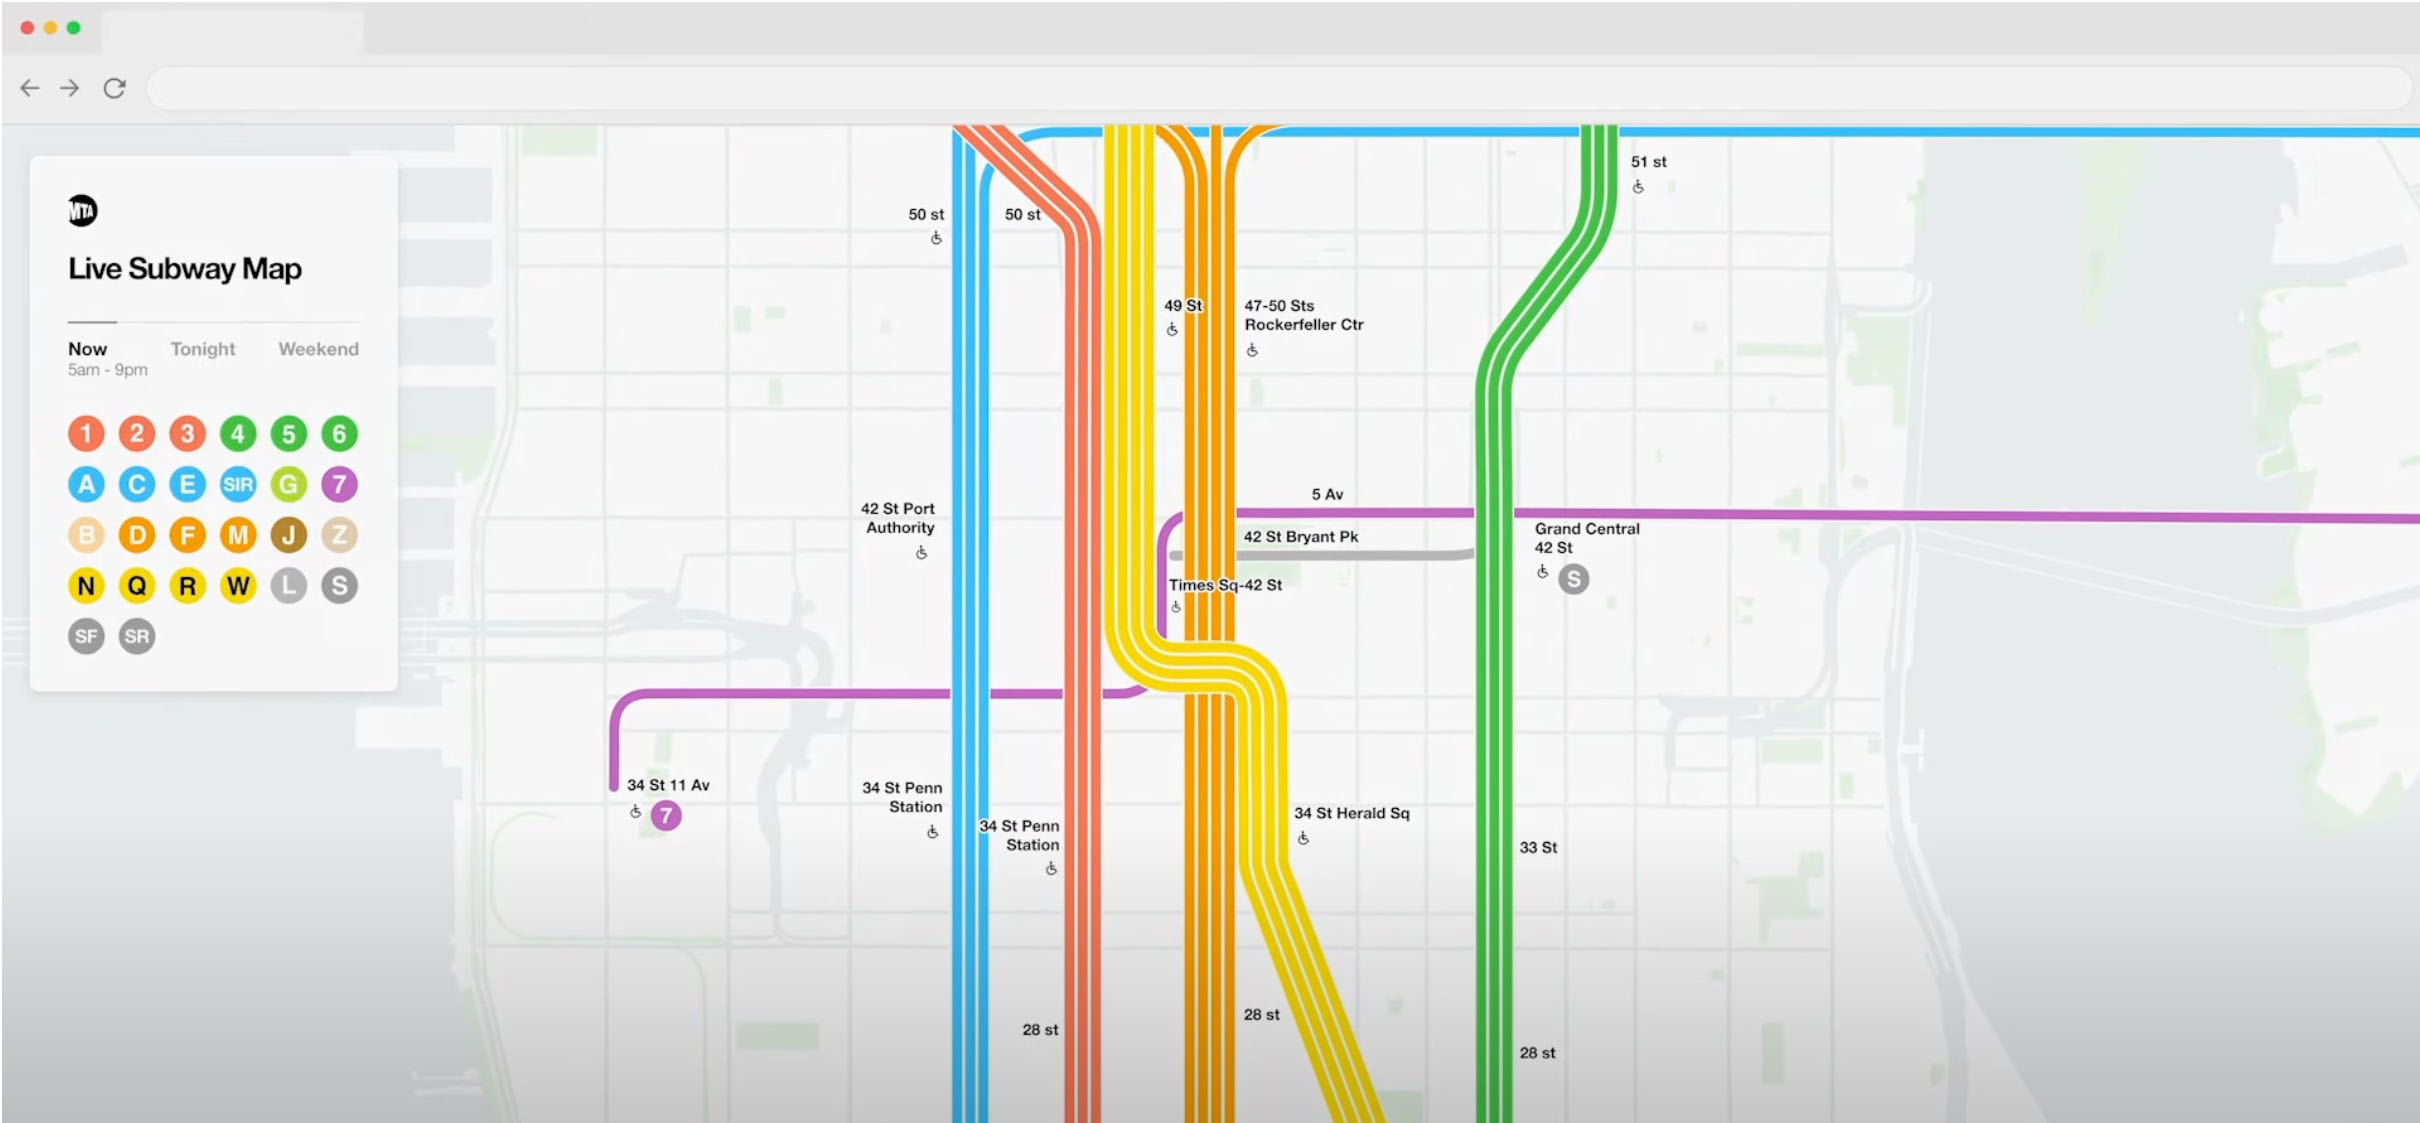 MTA
Live Subway Map
Now Tonight Weekend
5am - 9pm
1 2 3 4 5 6
A C E SIR G 7
B D F M J Z
N Q R W L S
SF SR
51 st
50 st
50 st
49 St
47-50 Sts
Rockerfeller Ctr
5 Av
42 St Port
Authority
42 St Bryant Pk
Grand Central
42 St
S
Times Sq-42 St
34 St 11 Av
7
34 St Penn
Station
34 St Penn
Station
34 St Herald Sq
33 St
28 st
28 st
28 st